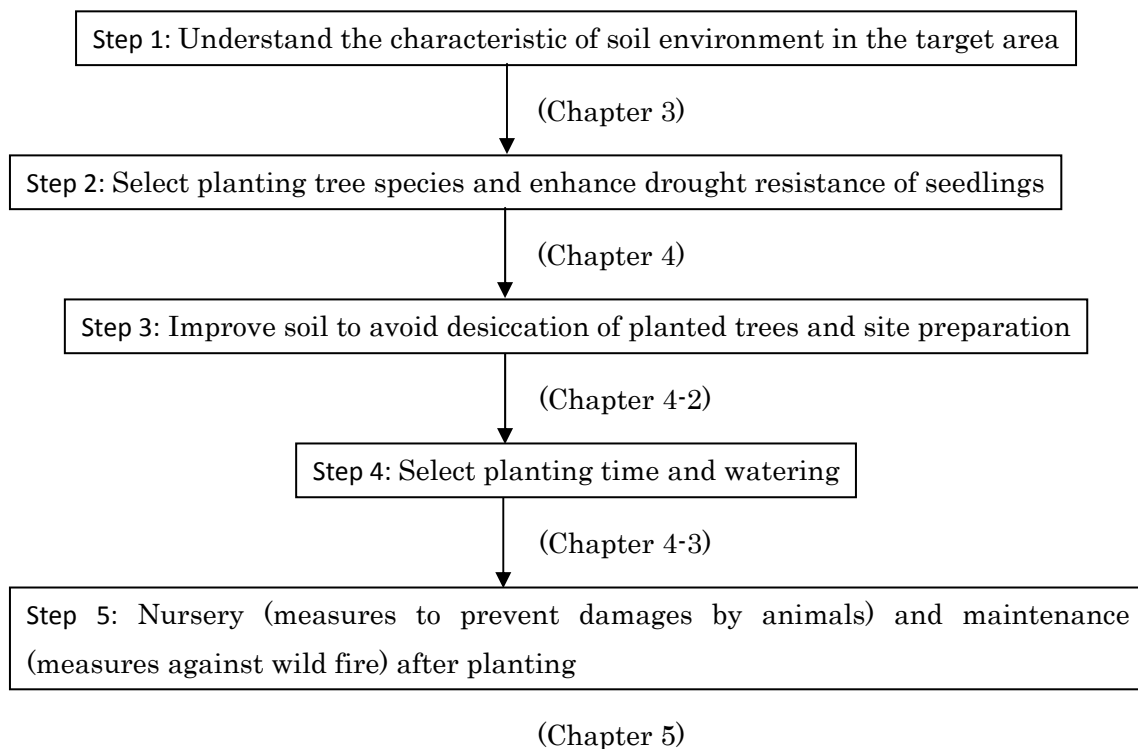 Step 1: Understand the characteristic of soil environment in the target area
(Chapter 3)
Step 2: Select planting tree species and enhance drought resistance of seedlings
(Chapter 4)
Step 3: Improve soil to avoid desiccation of planted trees and site preparation
(Chapter 4-2)
Step 4: Select planting time and watering
(Chapter 4-3)
Step 5: Nursery (measures to prevent damages by animals) and maintenance
(measures against wild fire) after planting
(Chapter 5)